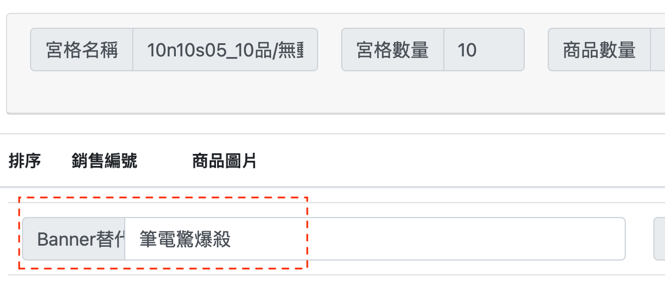 宮格名稱 10n10s05_10品/無 宮格數量 10 商品數量
排序 銷售編號 商品圖片
Banner替代 筆電驚爆殺